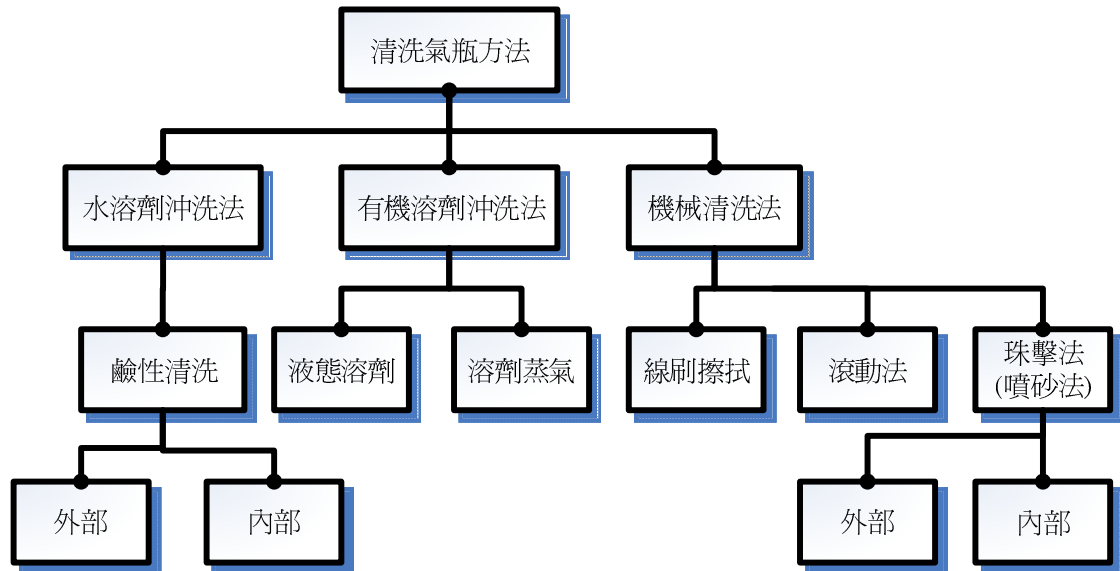 清洗氣瓶方法
水溶劑沖洗法
有機溶劑沖洗法
機械清洗法
鹼性清洗
液態溶劑
溶劑蒸氣
線刷擦拭
滾動法
珠擊法
(噴砂法)
外部
內部
外部
內部